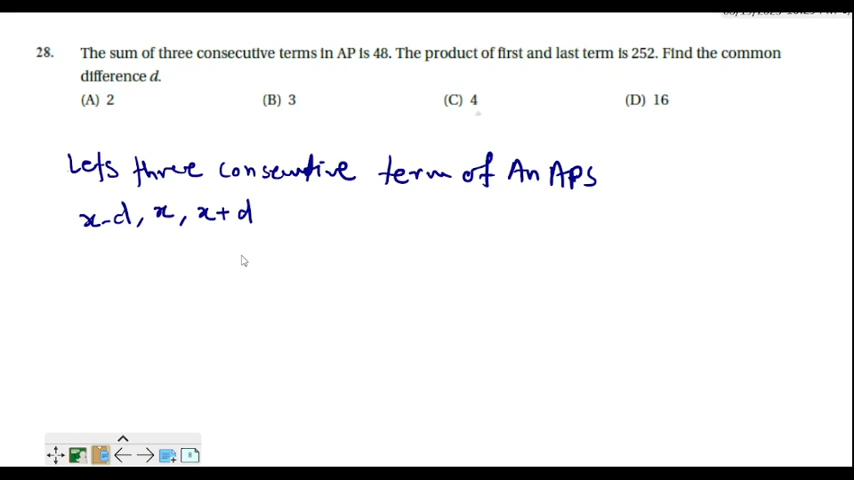 28. The sum of three consecutive terms in AP is 48. The product of first and last term is 252. Find the common
difference d.
(A) 2 (B) 3 (C) 4 (D) 16
Lets three consecutive term of An APs
x-d, x, x+d